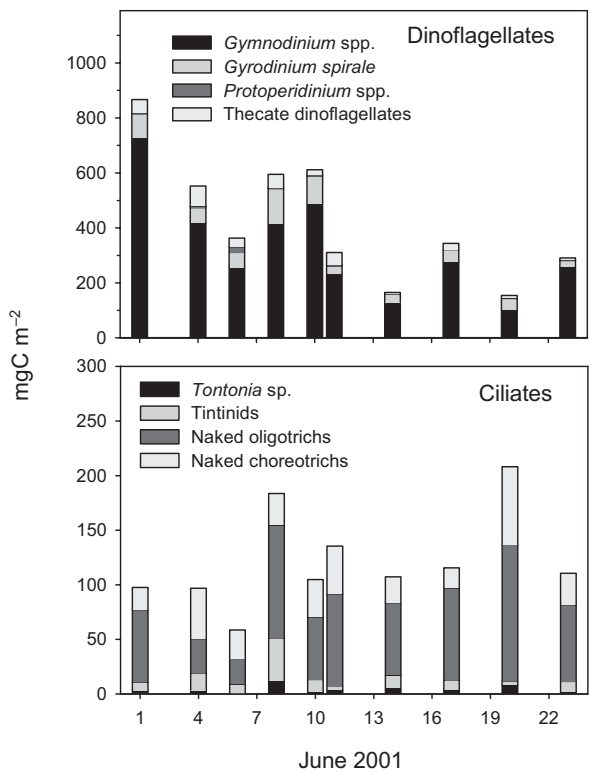 Dinoflagellates
Gymnodinium spp.
Gyrodinium spirale
Protoperidinium spp.
Thecate dinoflagellates
1000
800
600
400
200
0
mgC m⁻²
Ciliates
Tontonia sp.
Tintinids
Naked oligotrichs
Naked choreotrichs
300
250
200
150
100
50
0
1 4 7 10 13 16 19 22
June 2001